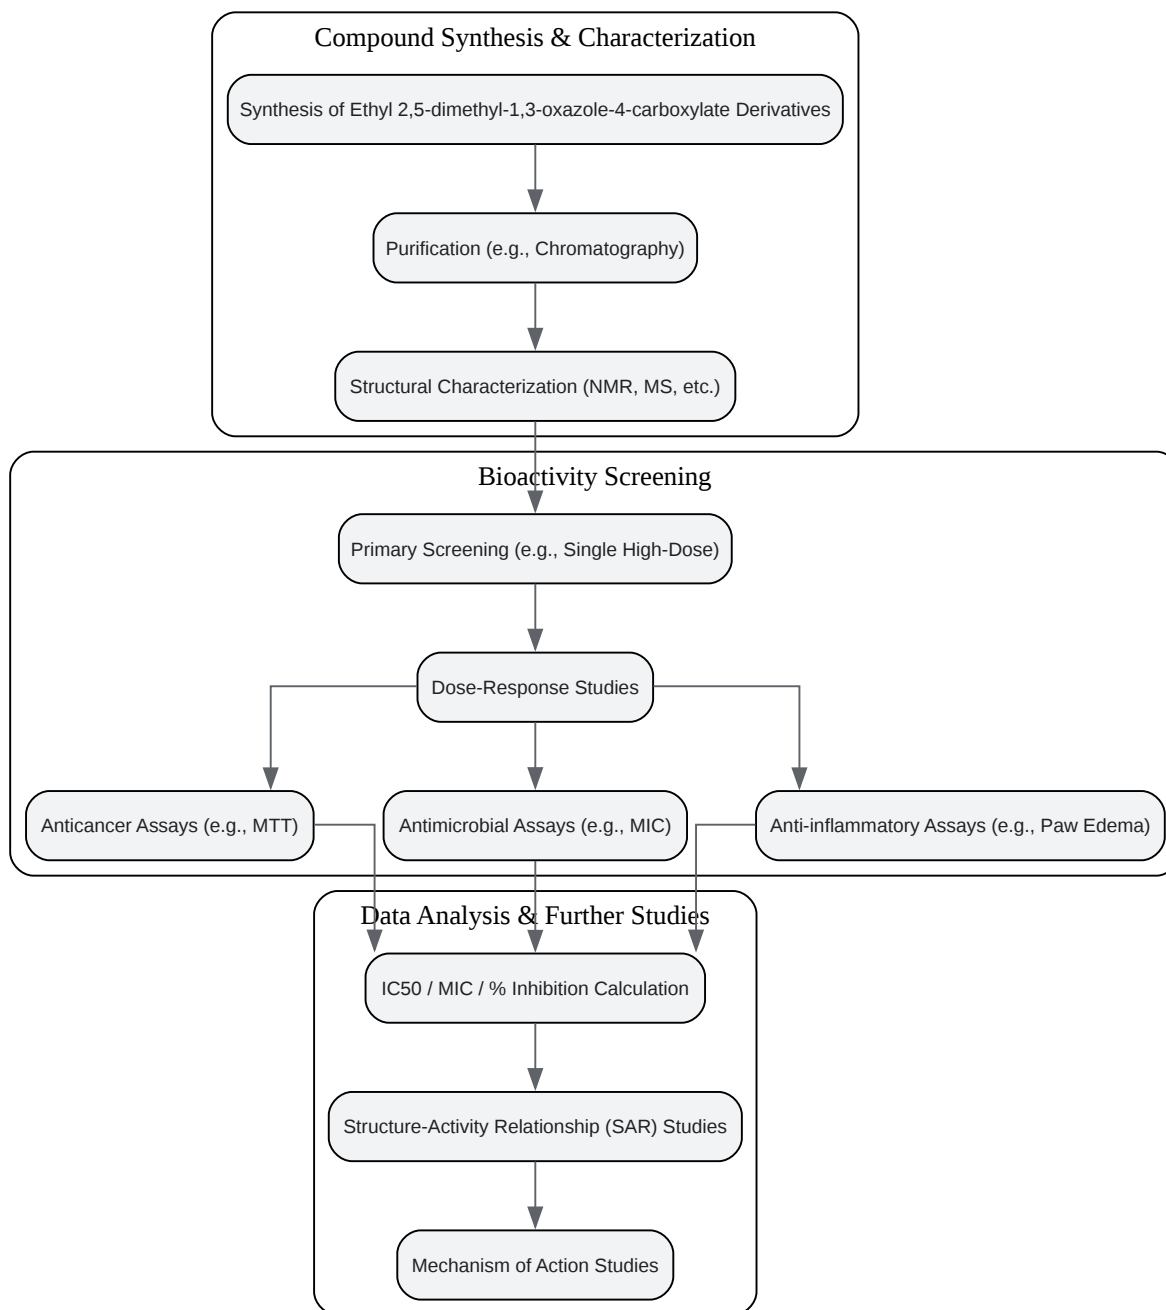 Compound Synthesis & Characterization
Synthesis of Ethyl 2,5-dimethyl-1,3-oxazole-4-carboxylate Derivatives
Purification (e.g., Chromatography)
Structural Characterization (NMR, MS, etc.)
Bioactivity Screening
Primary Screening (e.g., Single High-Dose)
Dose-Response Studies
Anticancer Assays (e.g., MTT)
Antimicrobial Assays (e.g., MIC)
Anti-inflammatory Assays (e.g., Paw Edema)
Data Analysis & Further Studies
IC50 / MIC / % Inhibition Calculation
Structure-Activity Relationship (SAR) Studies
Mechanism of Action Studies